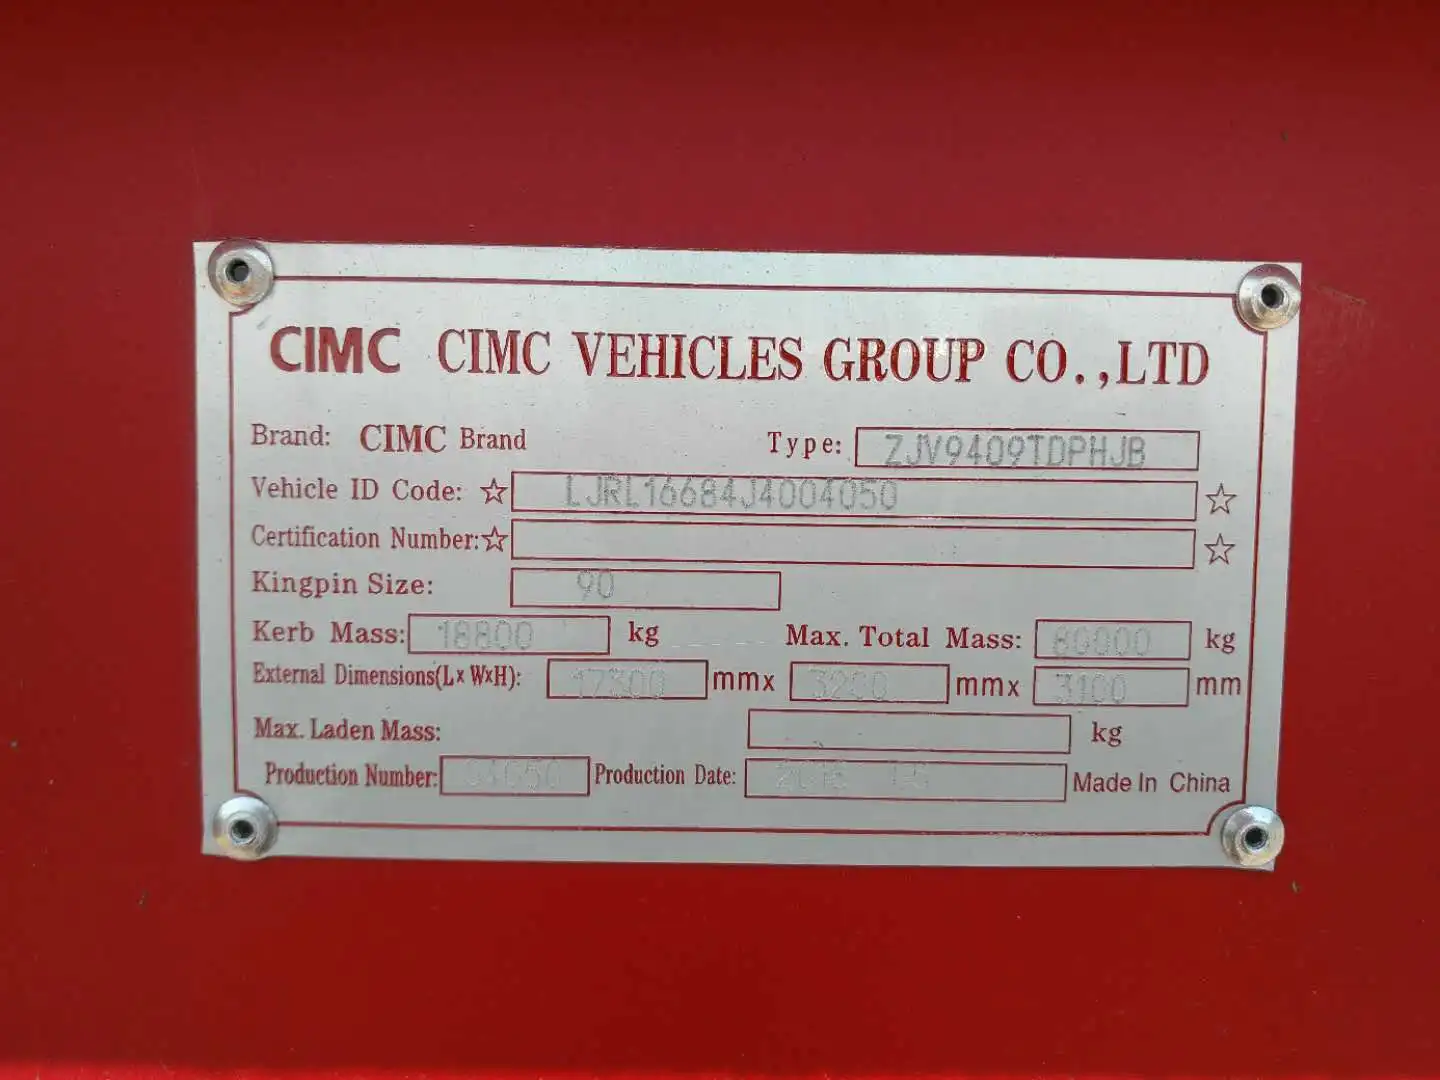 CIMC CIMC VEHICLES GROUP CO.,LTD
Brand: CIMC Brand Type: ZJV9409TDPHJB
Vehicle ID Code: ☆ LJRL16684J4004050 ☆
Certification Number:☆ ☆
Kingpin Size: 90
Kerb Mass: 18800 kg Max. Total Mass: 80000 kg
External Dimensions(L×W×H): 17300 mm× 3200 mm× 3100 mm
Max. Laden Mass: kg
Production Number: Production Date: Made In China